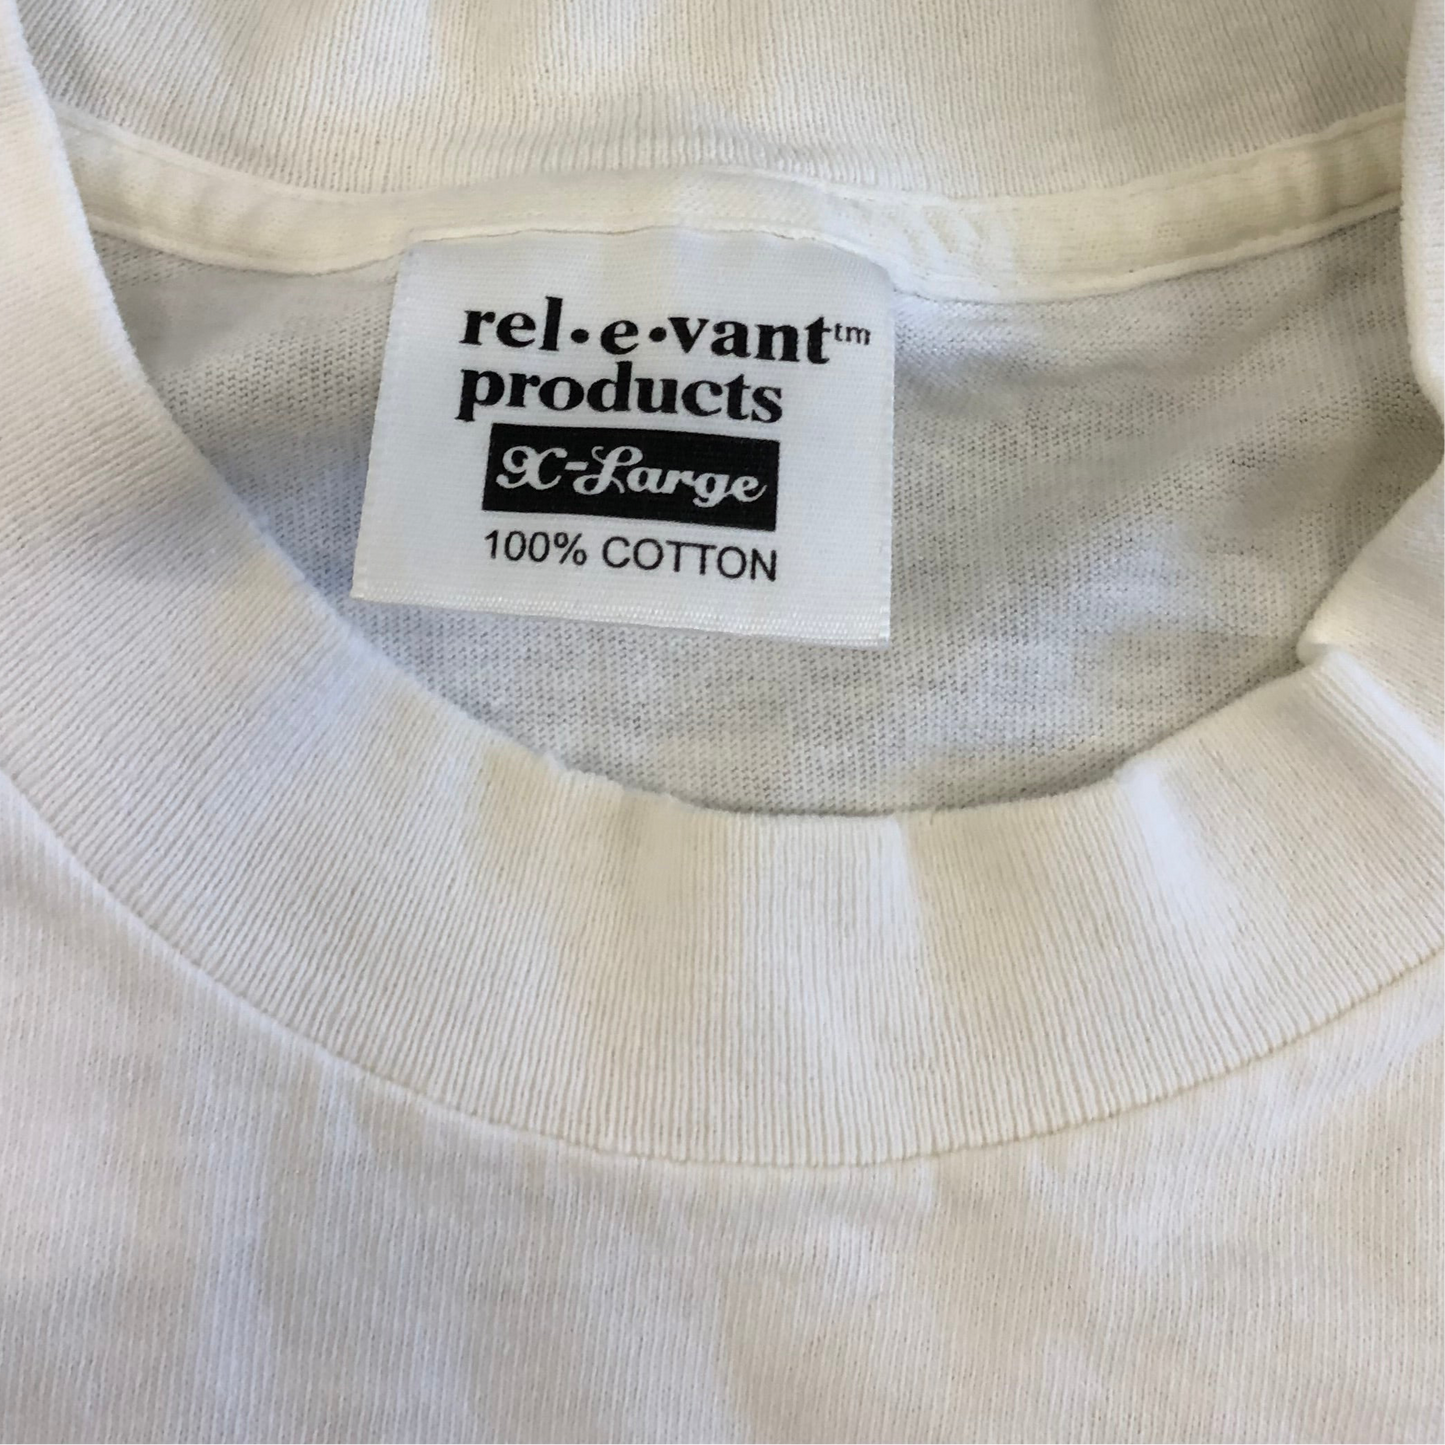 rel•e•vant™
products
X-Large
100% COTTON